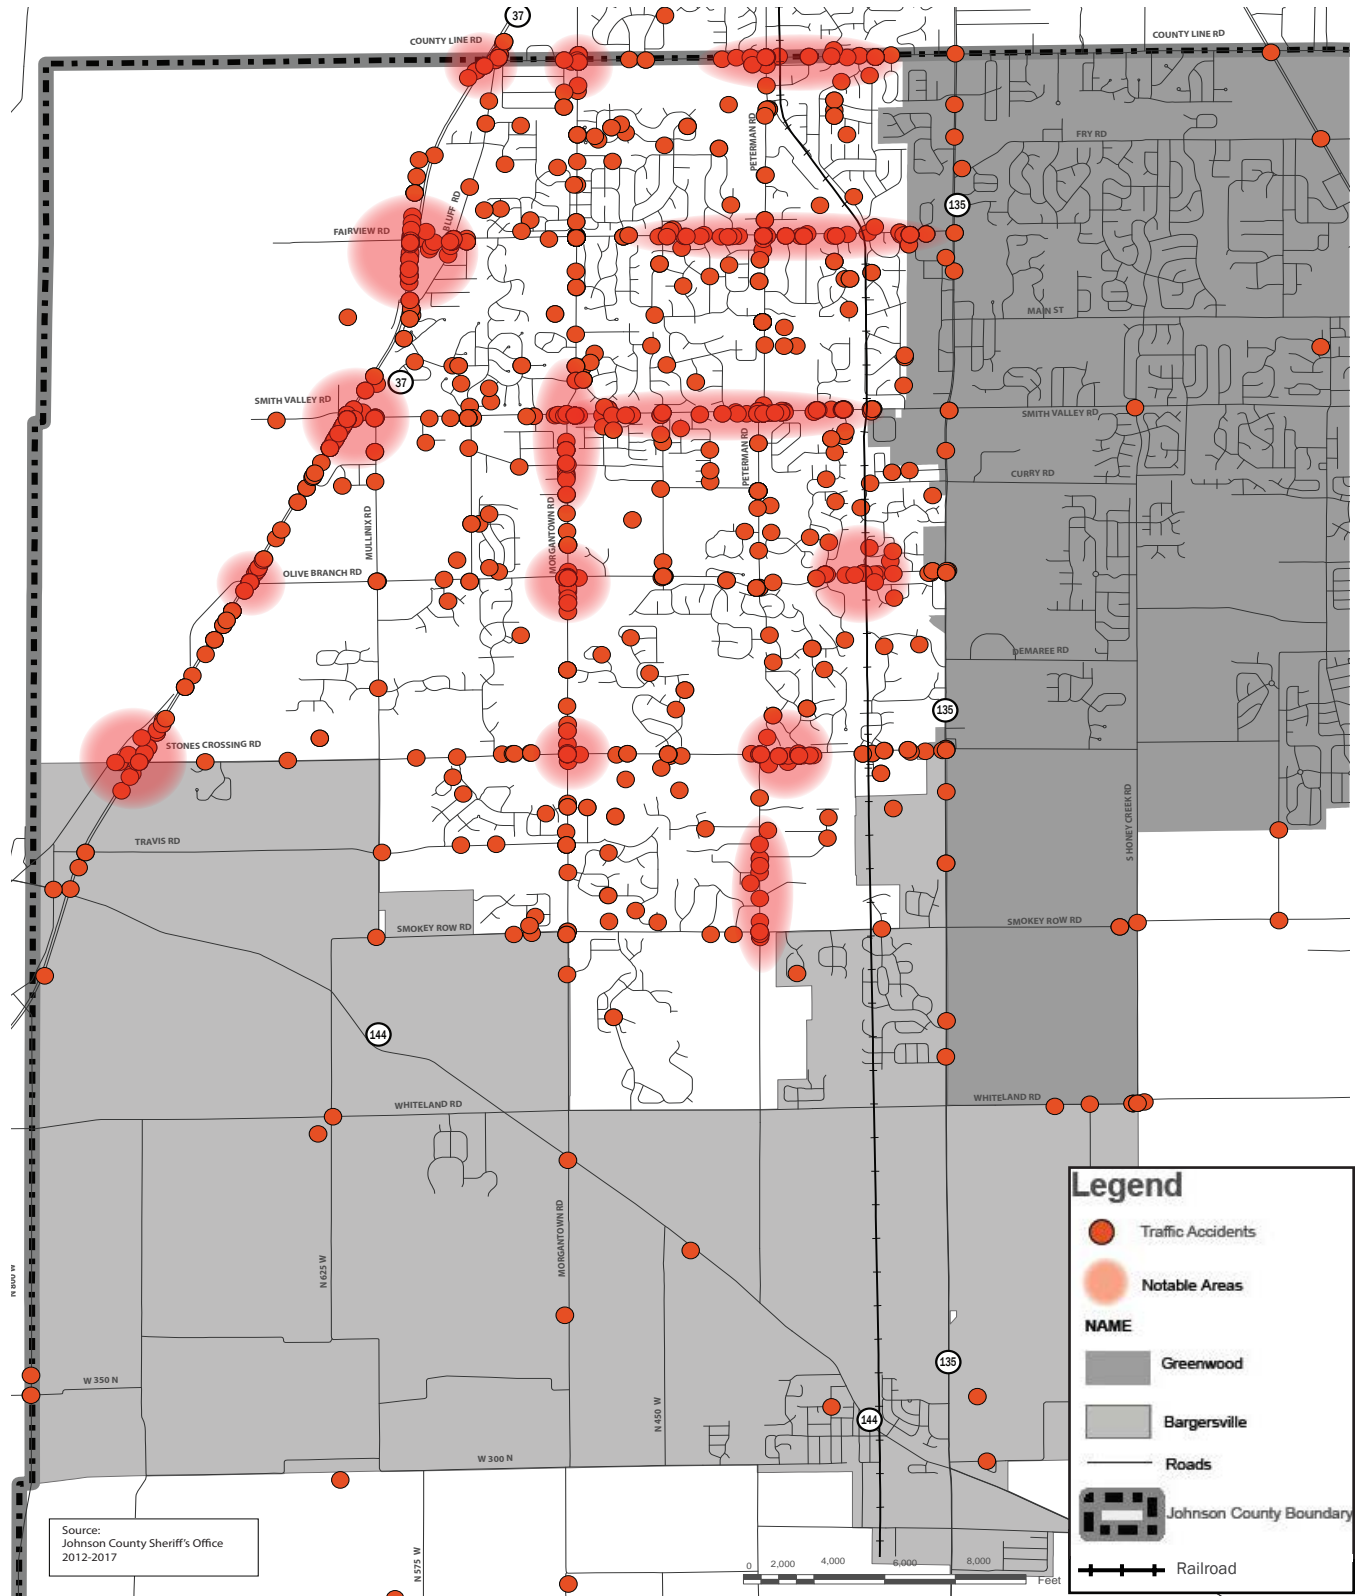 37
COUNTY LINE RD
COUNTY LINE RD
FRY RD
PETERMAN RD
135
BLUFF RD
FAIRVIEW RD
MAIN ST
37
SMITH VALLEY RD
SMITH VALLEY RD
PETERMAN RD
CURRY RD
MULLINIX RD
MORGANTOWN RD
OLIVE BRANCH RD
DEMAREE RD
135
STONES CROSSING RD
S HONEY CREEK RD
TRAVIS RD
SMOKEY ROW RD
SMOKEY ROW RD
144
WHITELAND RD
WHITELAND RD
N 800 W
N 625 W
MORGANTOWN RD
135
W 350 N
N 450 W
144
W 300 N
N 575 W
Legend
Traffic Accidents
Notable Areas
NAME
Greenwood
Bargersville
Roads
Johnson County Boundary
Railroad
Source:
Johnson County Sheriff's Office
2012-2017
0 2,000 4,000 6,000 8,000
Feet